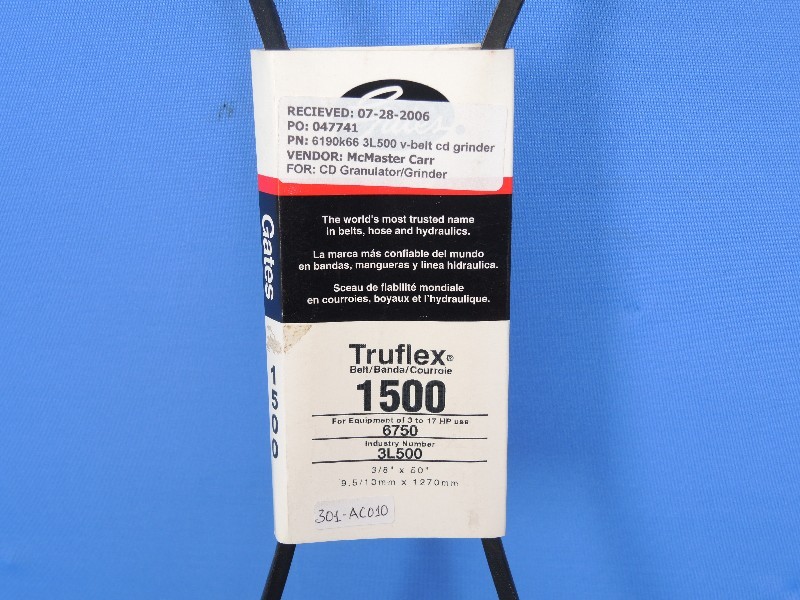 Gates
RECIEVED: 07-28-2006
PO: 047741
PN: 6190k66 3L500 v-belt cd grinder
VENDOR: McMaster Carr
FOR: CD Granulator/Grinder
The world's most trusted name
in belts, hose and hydraulics.
La marca más confiable del mundo
en bandas, mangueras y linea hidraulica.
Sceau de fiabilité mondiale
en courroies, boyaux et l'hydraulique.
Gates
1500
Truflex®
Belt/Banda/Courroie
1500
For Equipment of 3 to 17 HP use
6750
Industry Number
3L500
3/8" x 50"
9.5/10mm x 1270mm
301-AC010